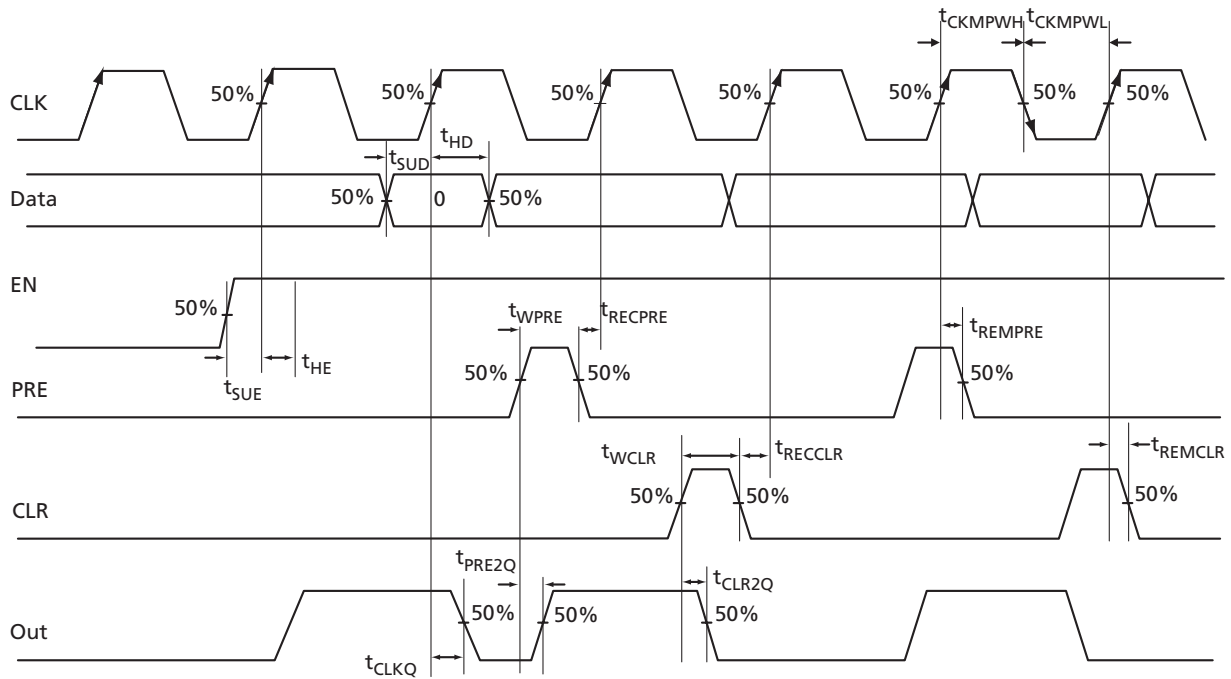 tCKMPWH tCKMPWL
CLK 50% 50% 50% 50% 50% 50% 50%
tSUD tHD
Data 50% 0 50%
EN 50%
tSUE tHE
tWPRE tRECPRE tREMPRE
PRE 50% 50% 50%
tWCLR tRECCLR tREMCLR
CLR 50% 50% 50%
tPRE2Q tCLR2Q
Out 50% 50% 50%
tCLKQ